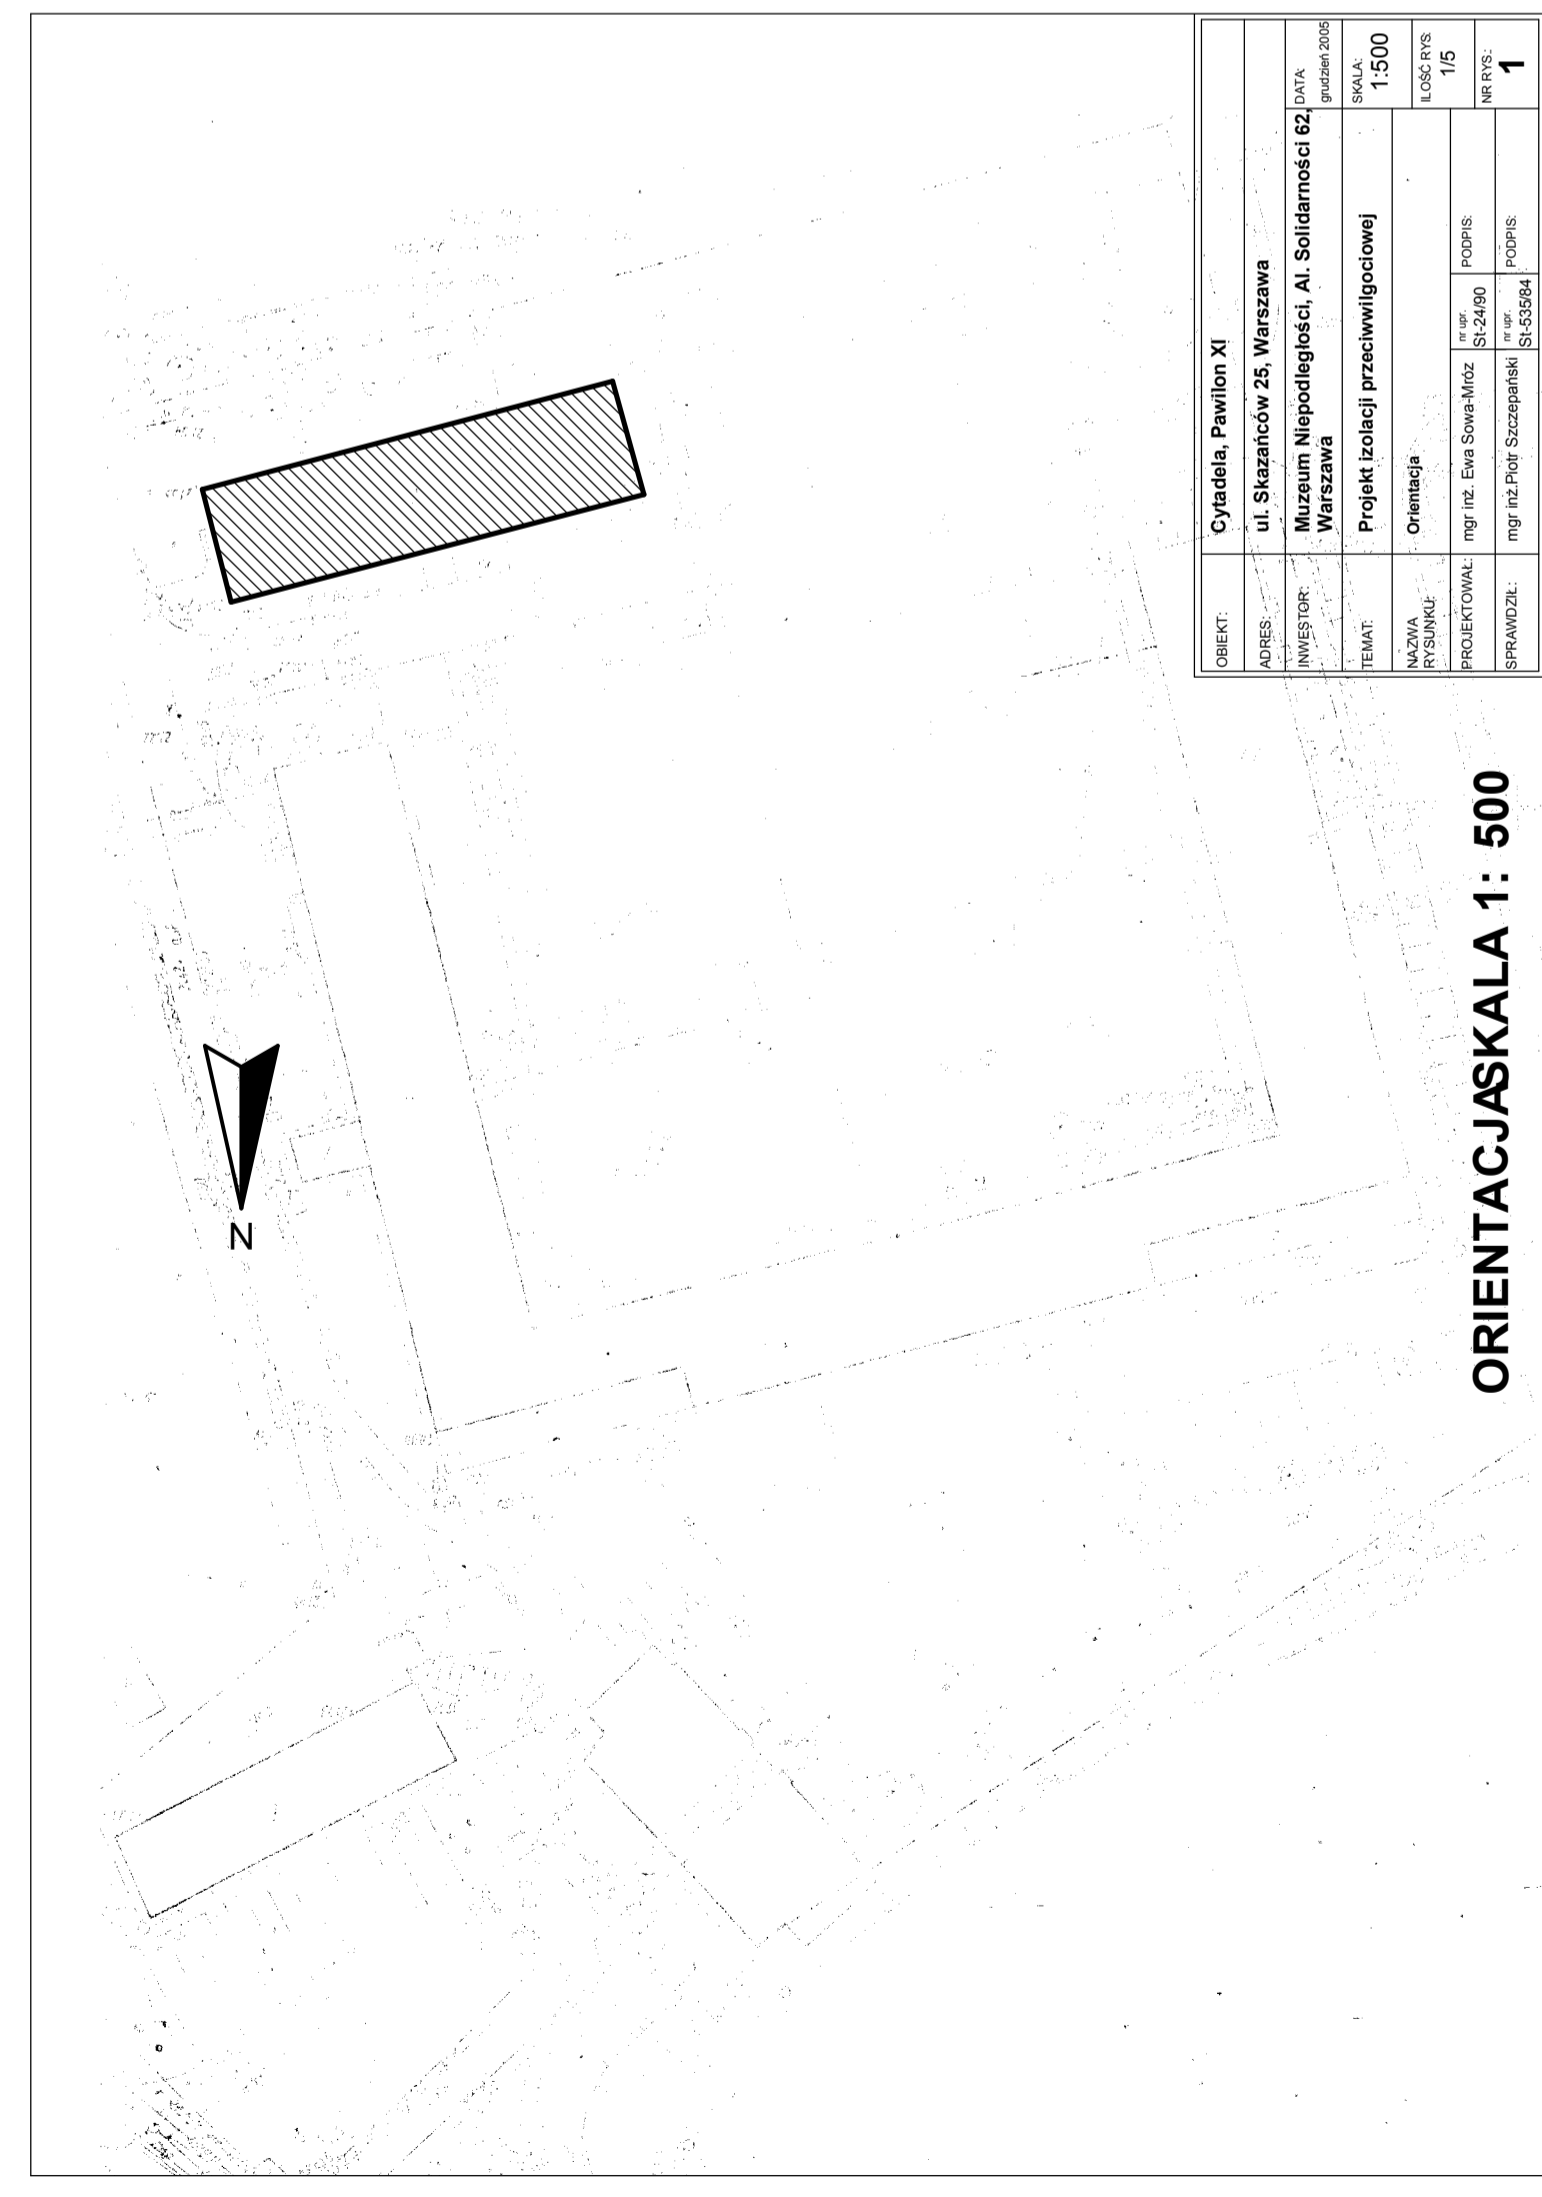 N
OBIEKT: Cytadela, Pawilon XI
ADRES: ul. Skazańców 25, Warszawa
INWESTOR: Muzeum Niepodległości, Al. Solidarności 62,
Warszawa
DATA:
grudzień 2005
TEMAT: Projekt izolacji przeciwwilgociowej
SKALA:
1:500
NAZWA
RYSUNKU:
Orientacja
ILOŚĆ RYS:
1/5
PROJEKTOWAŁ: mgr inż. Ewa Sowa-Mróz
nr upr.
St-24/90
PODPIS:
NR RYS.:
1
SPRAWDZIŁ: mgr inż.Piotr Szczepański
nr upr.
St-535/84
PODPIS:
ORIENTACJASKALA 1: 500